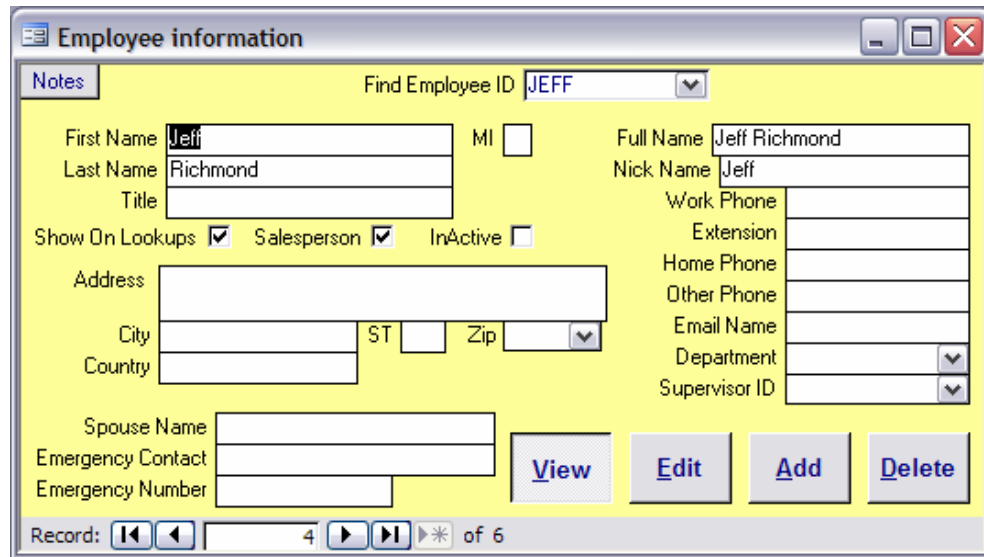 Employee information
Notes
Find Employee ID JEFF
First Name Jeff MI Full Name Jeff Richmond
Last Name Richmond Nick Name Jeff
Title Work Phone
Show On Lookups Salesperson InActive Extension
Home Phone
Address Other Phone
City ST Zip Email Name
Country Department
Supervisor ID
Spouse Name
Emergency Contact
Emergency Number
View Edit Add Delete
Record: 4 of 6